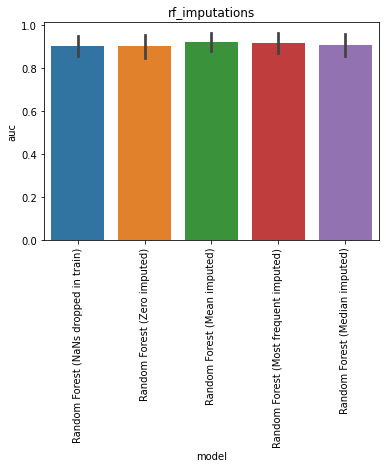 rf_imputations
auc
1.0
0.8
0.6
0.4
0.2
0.0
Random Forest (NaNs dropped in train)
Random Forest (Zero imputed)
Random Forest (Mean imputed)
Random Forest (Most frequent imputed)
Random Forest (Median imputed)
model